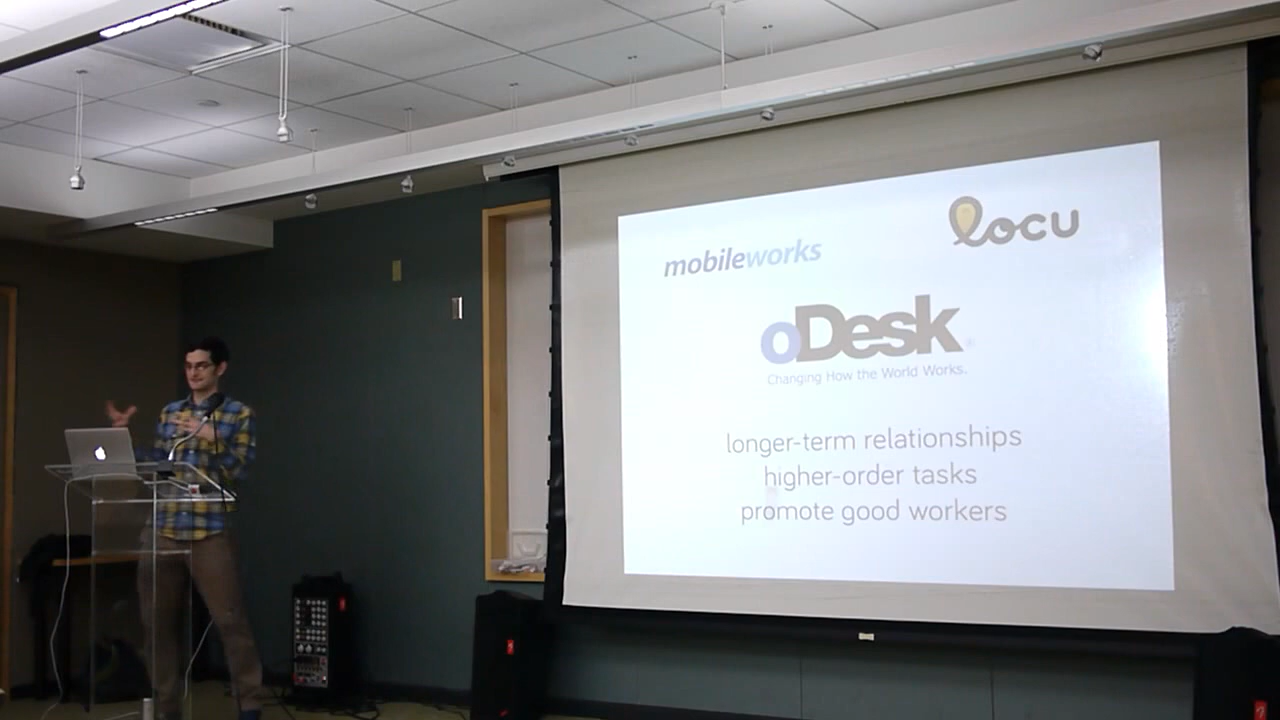 mobileworks
locu
oDesk
Changing How the World Works.
longer-term relationships
higher-order tasks
promote good workers